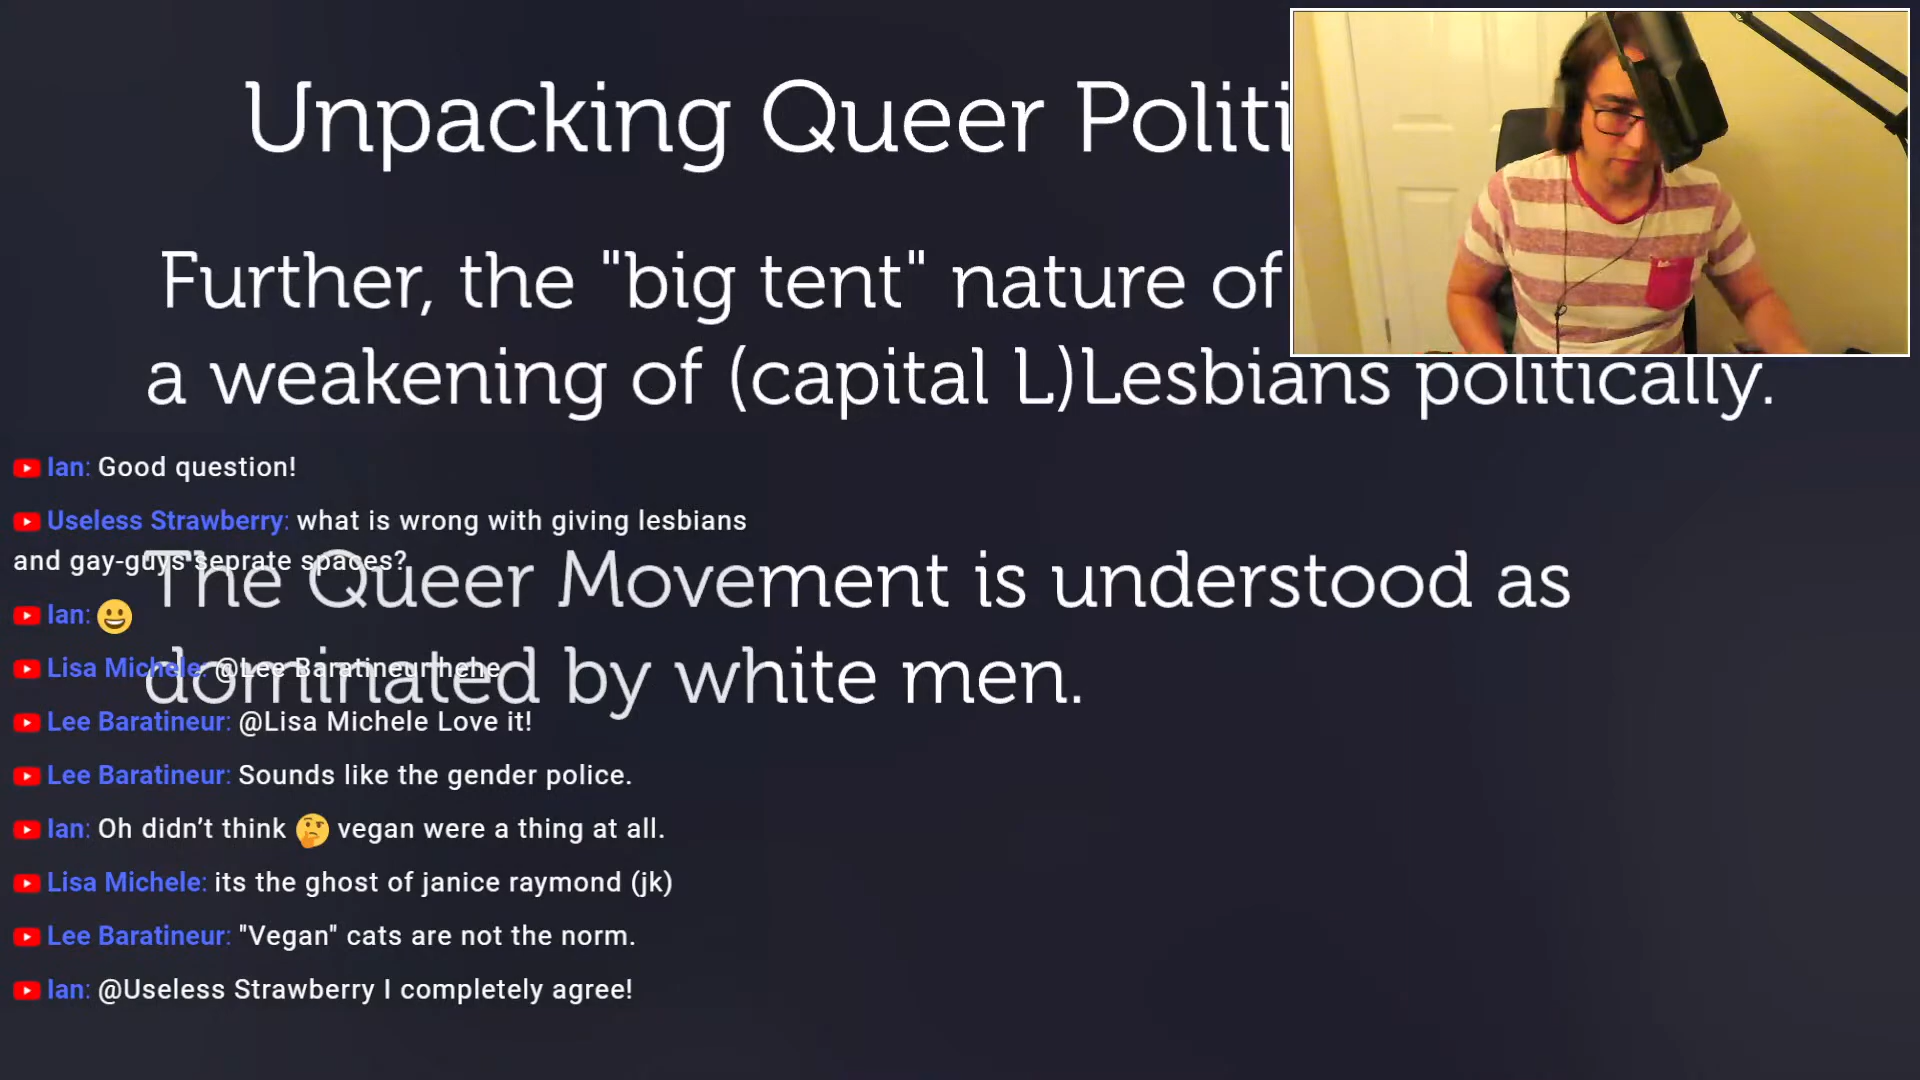 Unpacking Queer Politi
Further, the "big tent" nature of
a weakening of (capital L)Lesbians politically.
Ian: Good question!
Useless Strawberry: what is wrong with giving lesbians
and gay-guys seprate spaces?
The Queer Movement is understood as
Ian: 😀
Lisa Michele: @Lee Baratineur hehe
dominated by white men.
Lee Baratineur: @Lisa Michele Love it!
Lee Baratineur: Sounds like the gender police.
Ian: Oh didn’t think 🤔 vegan were a thing at all.
Lisa Michele: its the ghost of janice raymond (jk)
Lee Baratineur: "Vegan" cats are not the norm.
Ian: @Useless Strawberry I completely agree!